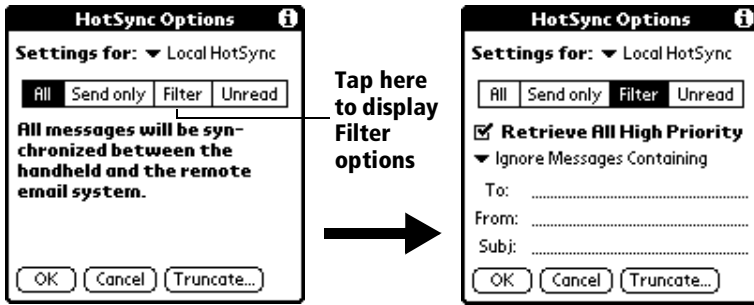 HotSync Options
Settings for: Local HotSync
All Send only Filter Unread
All messages will be syn-
chronized between the
handheld and the remote
email system.
OK Cancel Truncate...
Tap here
to display
Filter
options
HotSync Options
Settings for: Local HotSync
All Send only Filter Unread
Retrieve All High Priority
Ignore Messages Containing
To:
From:
Subj:
OK Cancel Truncate...